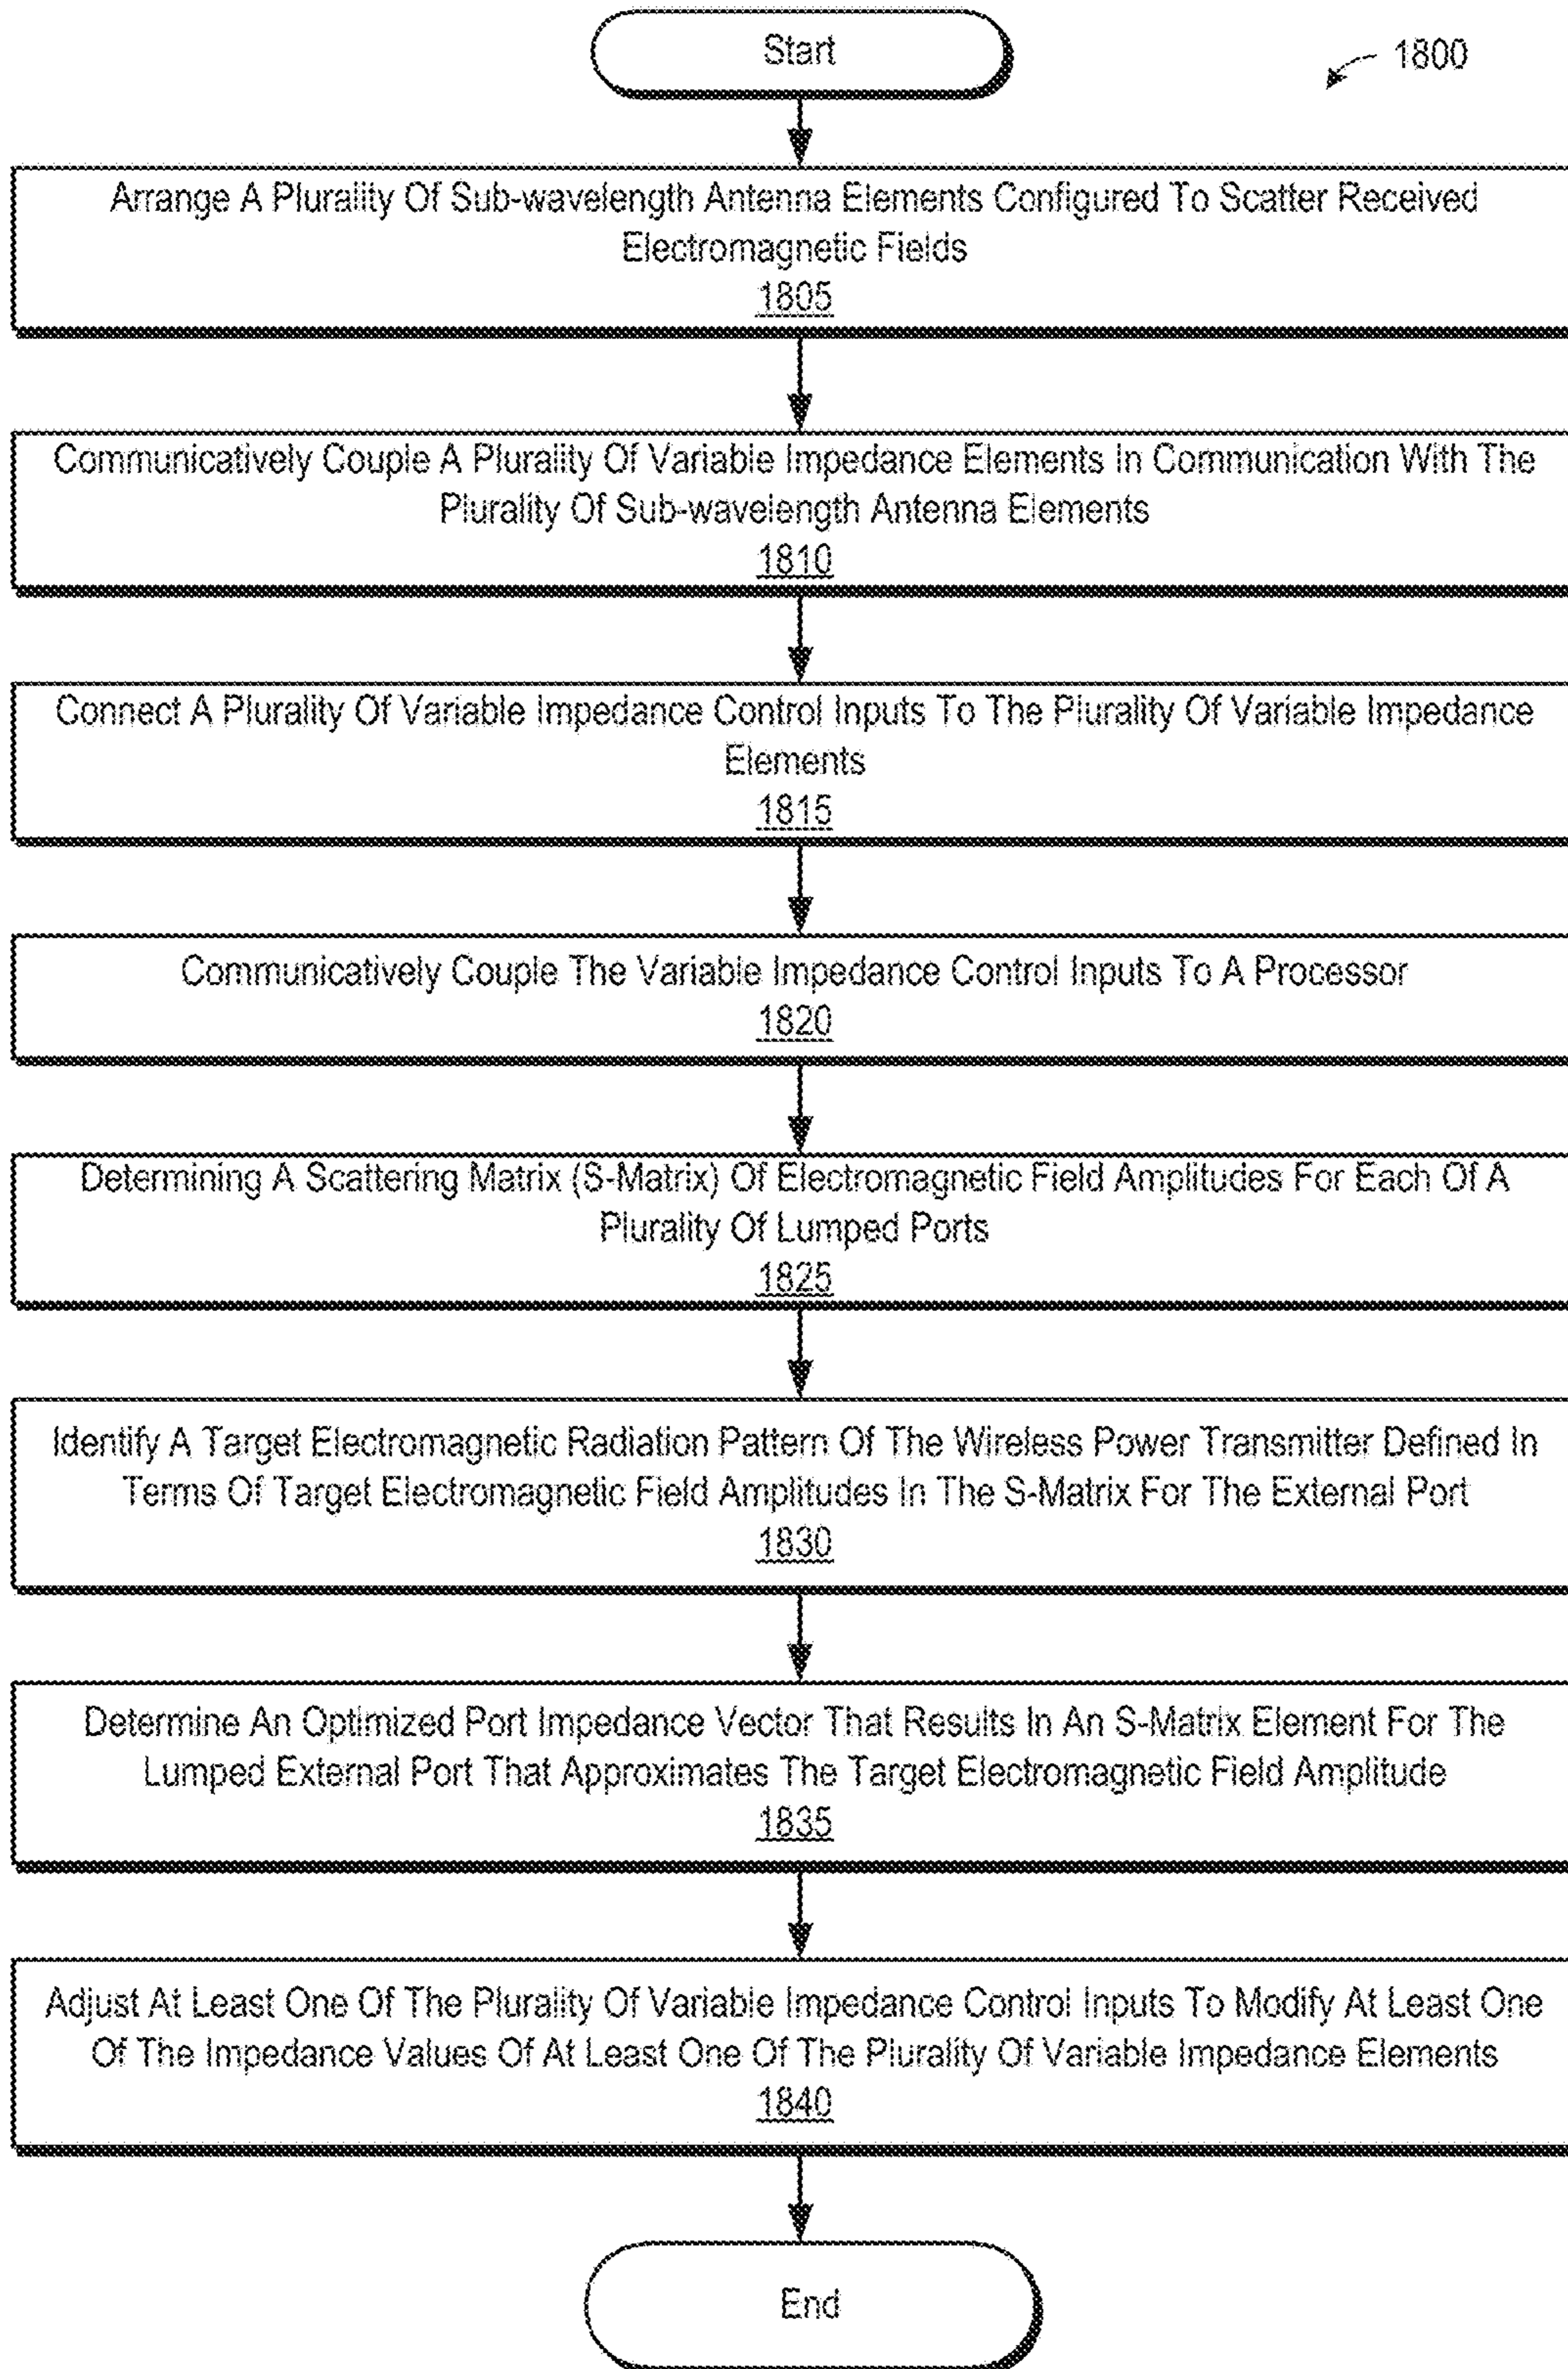 Start
1800
Arrange A Plurality Of Sub-wavelength Antenna Elements Configured To Scatter Received
Electromagnetic Fields
1805
Communicatively Couple A Plurality Of Variable Impedance Elements In Communication With The
Plurality Of Sub-wavelength Antenna Elements
1810
Connect A Plurality Of Variable Impedance Control Inputs To The Plurality Of Variable Impedance
Elements
1815
Communicatively Couple The Variable Impedance Control Inputs To A Processor
1820
Determining A Scattering Matrix (S-Matrix) Of Electromagnetic Field Amplitudes For Each Of A
Plurality Of Lumped Ports
1825
Identify A Target Electromagnetic Radiation Pattern Of The Wireless Power Transmitter Defined In
Terms Of Target Electromagnetic Field Amplitudes In The S-Matrix For The External Port
1830
Determine An Optimized Port Impedance Vector That Results In An S-Matrix Element For The
Lumped External Port That Approximates The Target Electromagnetic Field Amplitude
1835
Adjust At Least One Of The Plurality Of Variable Impedance Control Inputs To Modify At Least One
Of The Impedance Values Of At Least One Of The Plurality Of Variable Impedance Elements
1840
End